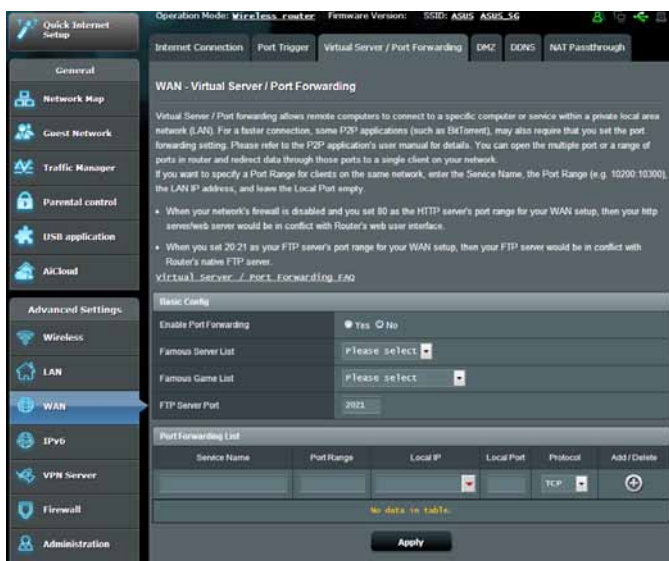 Quick Internet
Setup
General
Network Map
Guest Network
Traffic Manager
Parental control
USB application
AiCloud
Advanced Settings
Wireless
LAN
WAN
IPv6
VPN Server
Firewall
Administration
Operation Mode: Wireless router Firmware Version: SSID: ASUS ASUS_5G
Internet Connection Port Trigger Virtual Server / Port Forwarding DMZ DDNS NAT Passthrough
WAN - Virtual Server / Port Forwarding
Virtual Server / Port forwarding allows remote computers to connect to a specific computer or service within a private local area
network (LAN). For a faster connection, some P2P applications (such as BitTorrent), may also require that you set the port
forwarding setting. Please refer to the P2P application's user manual for details. You can open the multiple port or a range of
ports in router and redirect data through those ports to a single client on your network.
If you want to specify a Port Range for clients on the same network, enter the Service Name, the Port Range (e.g. 10200:10300),
the LAN IP address, and leave the Local Port empty.
• When your network's firewall is disabled and you set 80 as the HTTP server's port range for your WAN setup, then your http
server/web server would be in conflict with Router's web user interface.
• When you set 20:21 as your FTP server's port range for your WAN setup, then your FTP server would be in conflict with
Router's native FTP server.
Virtual Server / Port Forwarding FAQ
Basic Config
Enable Port Forwarding Yes No
Famous Server List Please select
Famous Game List Please select
FTP Server Port 2021
Port Forwarding List
Service Name Port Range Local IP Local Port Protocol Add / Delete
TCP
No data in table.
Apply